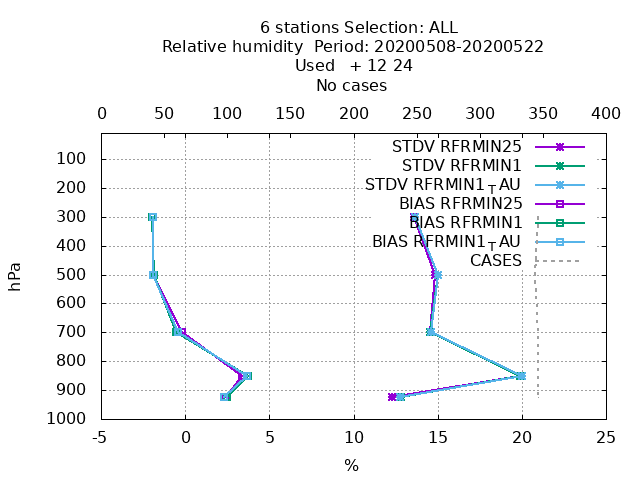 6 stations Selection: ALL
Relative humidity  Period: 20200508-20200522
Used   + 12 24
No cases
0 50 100 150 200 250 300 350 400
STDV RFRMIN25
STDV RFRMIN1
STDV RFRMIN1TAU
BIAS RFRMIN25
BIAS RFRMIN1
BIAS RFRMIN1TAU
CASES
100
200
300
400
500
600
700
800
900
1000
hPa
-5 0 5 10 15 20 25
%